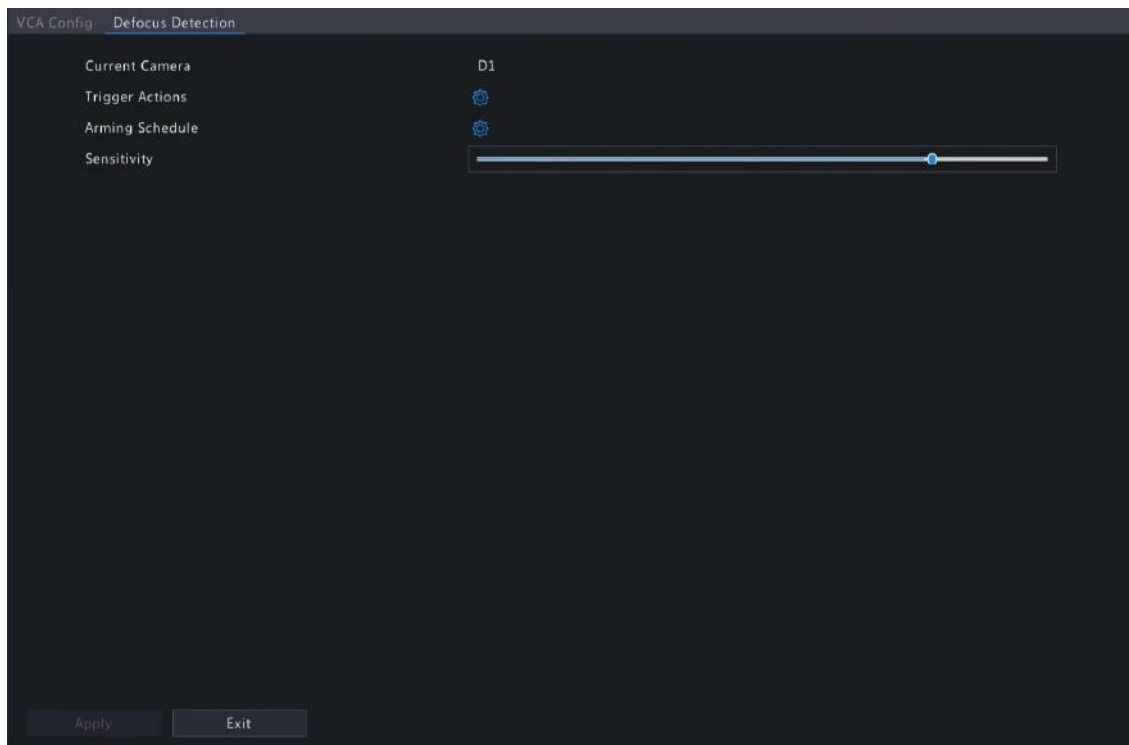 VCA Config Defocus Detection
Current Camera D1
Trigger Actions
Arming Schedule
Sensitivity
Apply Exit